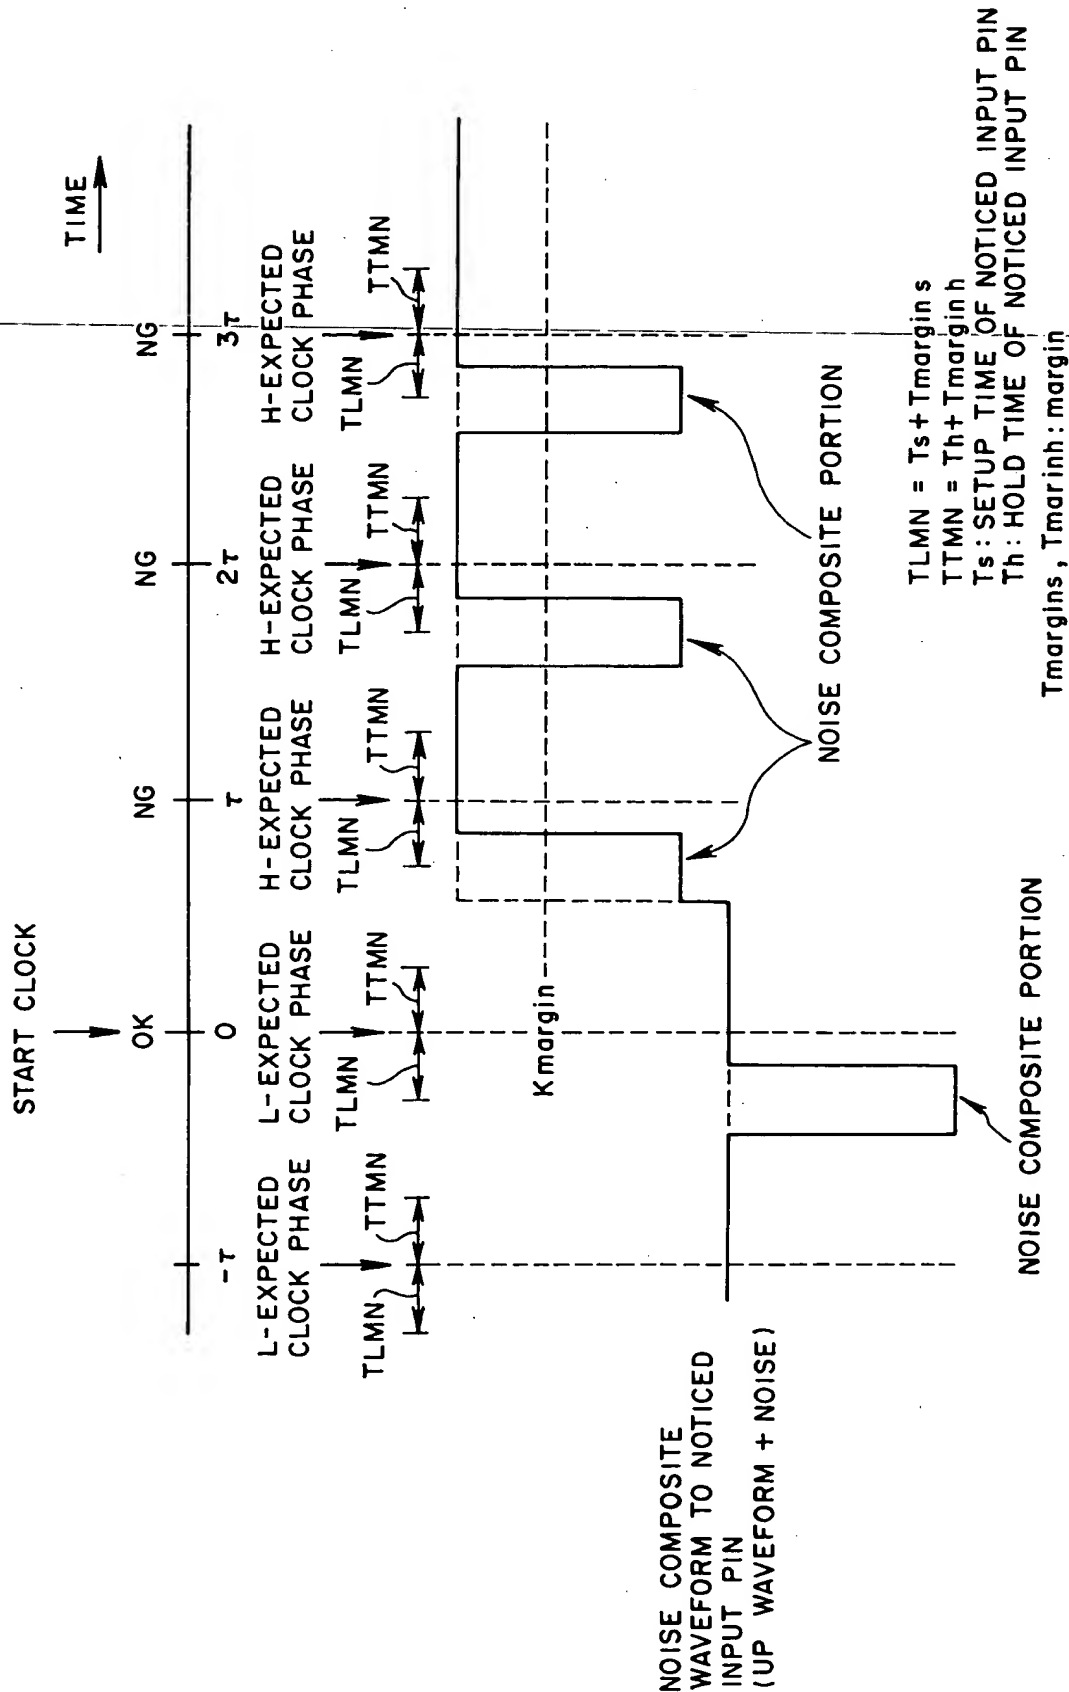 START CLOCK
TIME
OK
NG
NG
NG
-τ
0
τ
2τ
3τ
L-EXPECTED
CLOCK PHASE
L-EXPECTED
CLOCK PHASE
H-EXPECTED
CLOCK PHASE
H-EXPECTED
CLOCK PHASE
H-EXPECTED
CLOCK PHASE
TLMN
TTMN
TLMN
TTMN
TLMN
TTMN
TLMN
TTMN
TLMN
TTMN
Kmargin
NOISE COMPOSITE
WAVEFORM TO NOTICED
INPUT PIN
(UP WAVEFORM + NOISE)
NOISE COMPOSITE PORTION
NOISE COMPOSITE PORTION
TLMN = Ts+Tmargins
TTMN = Th+Tmarginh
Ts:SETUP TIME OF NOTICED INPUT PIN
Th:HOLD TIME OF NOTICED INPUT PIN
Tmargins, Tmarinh:margin